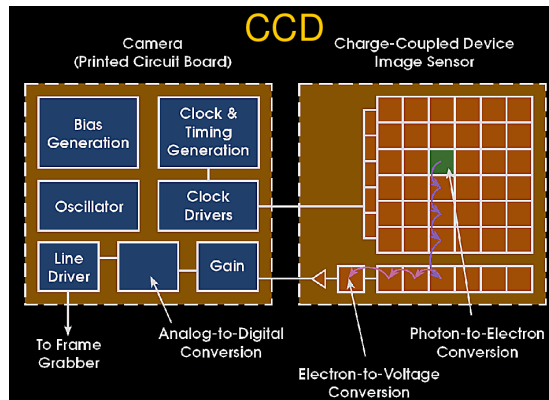 CCD
Camera
(Printed Circuit Board)
Charge-Coupled Device
Image Sensor
Bias
Generation
Clock &
Timing
Generation
Oscillator
Clock
Drivers
Line
Driver
Gain
To Frame
Grabber
Analog-to-Digital
Conversion
Electron-to-Voltage
Conversion
Photon-to-Electron
Conversion